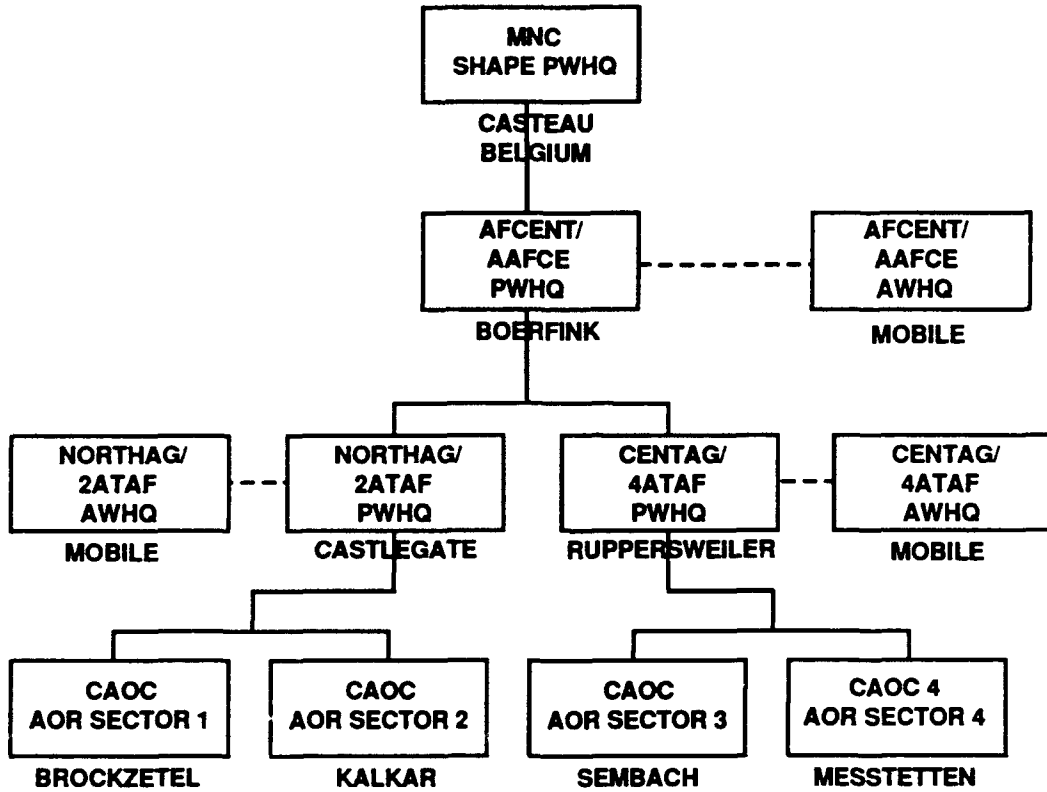 MNC
SHAPE PWHQ
CASTEAU
BELGIUM
AFCENT/
AAFCE
PWHQ
BOERFINK
AFCENT/
AAFCE
AWHQ
MOBILE
NORTHAG/
2ATAF
AWHQ
MOBILE
NORTHAG/
2ATAF
PWHQ
CASTLEGATE
CENTAG/
4ATAF
PWHQ
RUPPERSWEILER
CENTAG/
4ATAF
AWHQ
MOBILE
CAOC
AOR SECTOR 1
BROCKZETEL
CAOC
AOR SECTOR 2
KALKAR
CAOC
AOR SECTOR 3
SEMBACH
CAOC 4
AOR SECTOR 4
MESSTETTEN